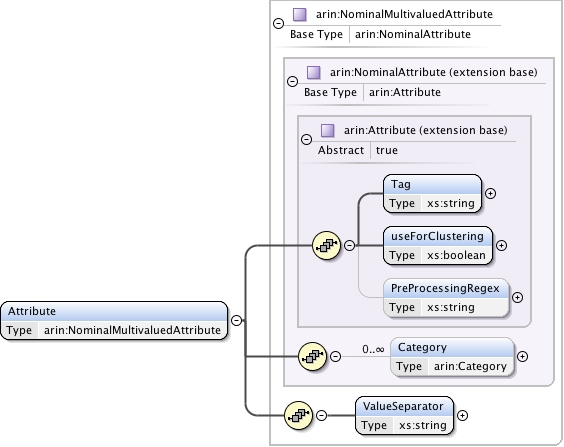 arin:NominalMultivaluedAttribute
Base Type arin:NominalAttribute
arin:NominalAttribute (extension base)
Base Type arin:Attribute
arin:Attribute (extension base)
Abstract true
Tag
Type xs:string
useForClustering
Type xs:boolean
PreProcessingRegex
Type xs:string
Attribute
Type arin:NominalMultivaluedAttribute
0..∞
Category
Type arin:Category
ValueSeparator
Type xs:string